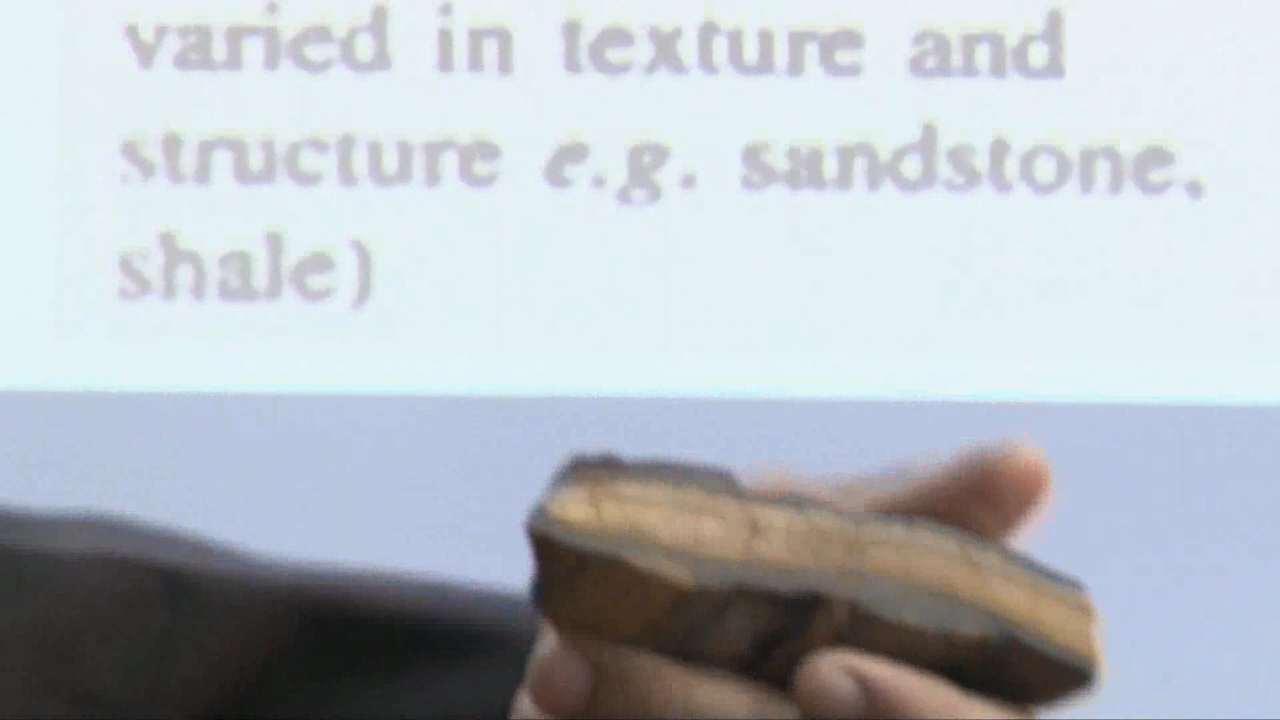 varied in texture and
structure e.g. sandstone,
shale)